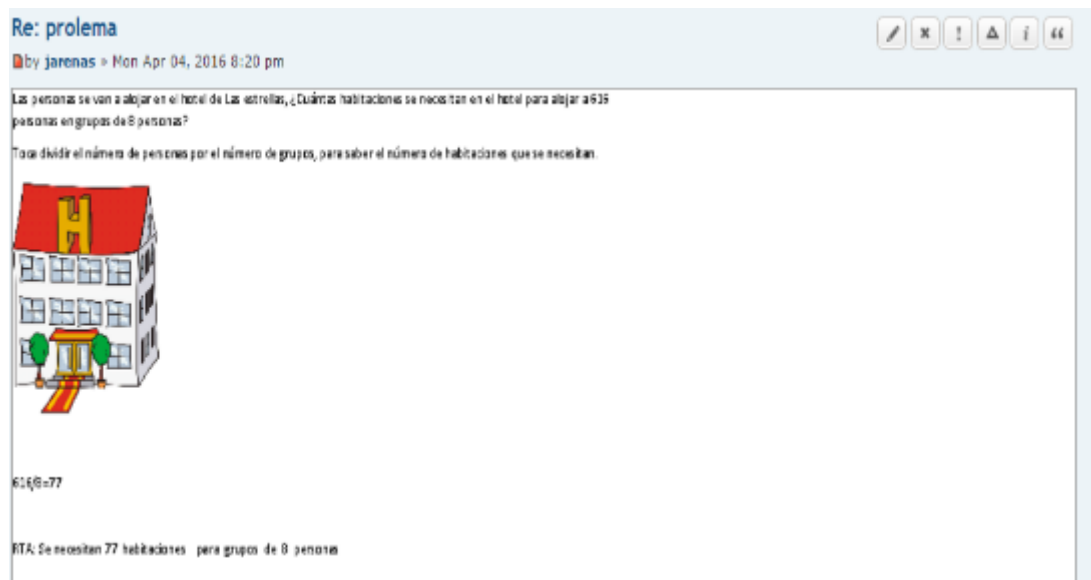 Re: prolema
by jarenas » Mon Apr 04, 2016 8:20 pm
Las personas se van a alojar en el hotel de Las estrellas, ¿Cuántas habitaciones se necesitan en el hotel para alojar a 616
personas en grupos de 8 personas?
Toca dividir el número de personas por el número de grupos, para saber el número de habitaciones que se necesitan.
H
616/8=77
RTA: Se necesitan 77 habitaciones para grupos de 8 personas